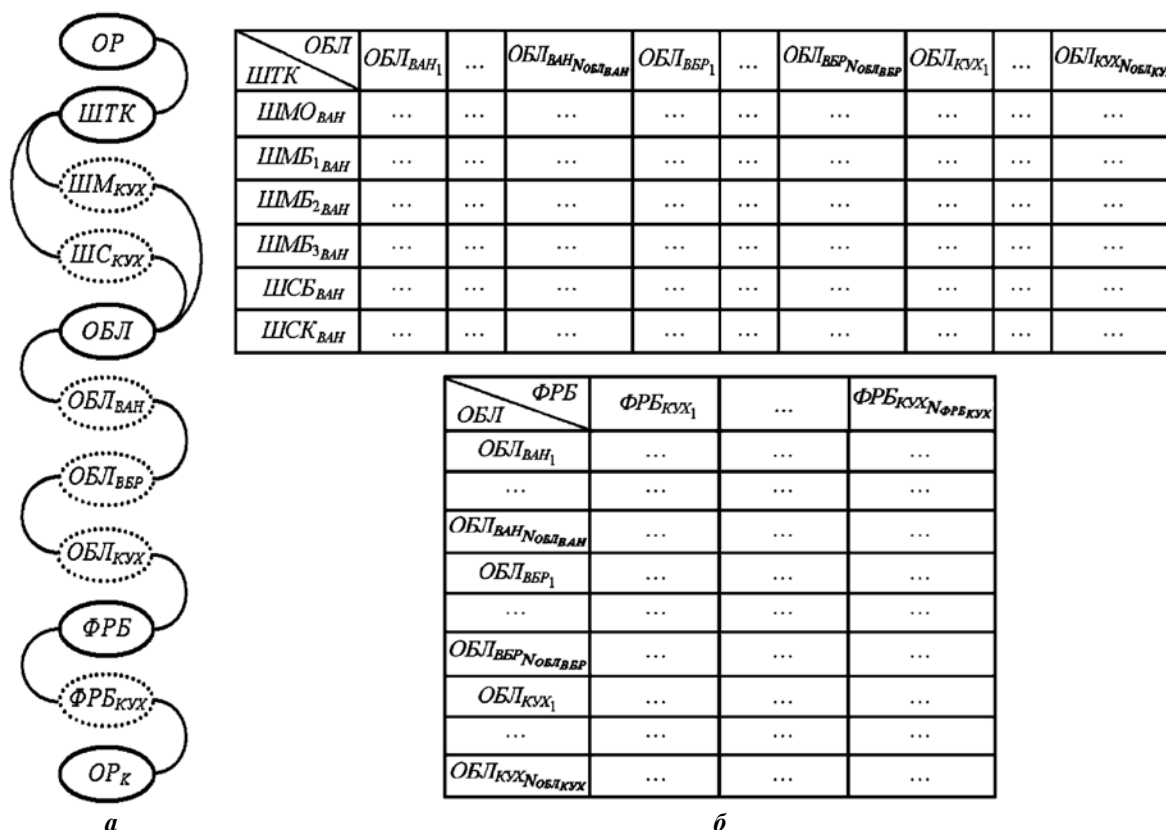 ОР
ШТК
ШМКУХ
ШСКУХ
ОБЛ
ОБЛВАН
ОБЛВБР
ОБЛКУХ
ФРБ
ФРБКУХ
ОРК
а
ОБЛ ОБЛВАН1 ... ОБЛВАНNОБЛВАН ОБЛВБР1 ... ОБЛВБРNОБЛВБР ОБЛКУХ1 ...
ШТК
ШМОВАН ... ... ... ... ... ... ... ... ...
ШМБ1ВАН ... ... ... ... ... ... ... ... ...
ШМБ2ВАН ... ... ... ... ... ... ... ... ...
ШМБ3ВАН ... ... ... ... ... ... ... ... ...
ШСБВАН ... ... ... ... ... ... ... ... ...
ШСКВАН ... ... ... ... ... ... ... ... ...
ФРБ ФРБКУХ1 ... ФРБКУХNФРБКУХ
ОБЛ
ОБЛВАН1 ... ... ...
... ... ... ...
ОБЛВАНNОБЛВАН ... ... ...
ОБЛВБР1 ... ... ...
... ... ... ...
ОБЛВБРNОБЛВБР ... ... ...
ОБЛКУХ1 ... ... ...
... ... ... ...
ОБЛКУХNОБЛКУХ ... ... ...
б